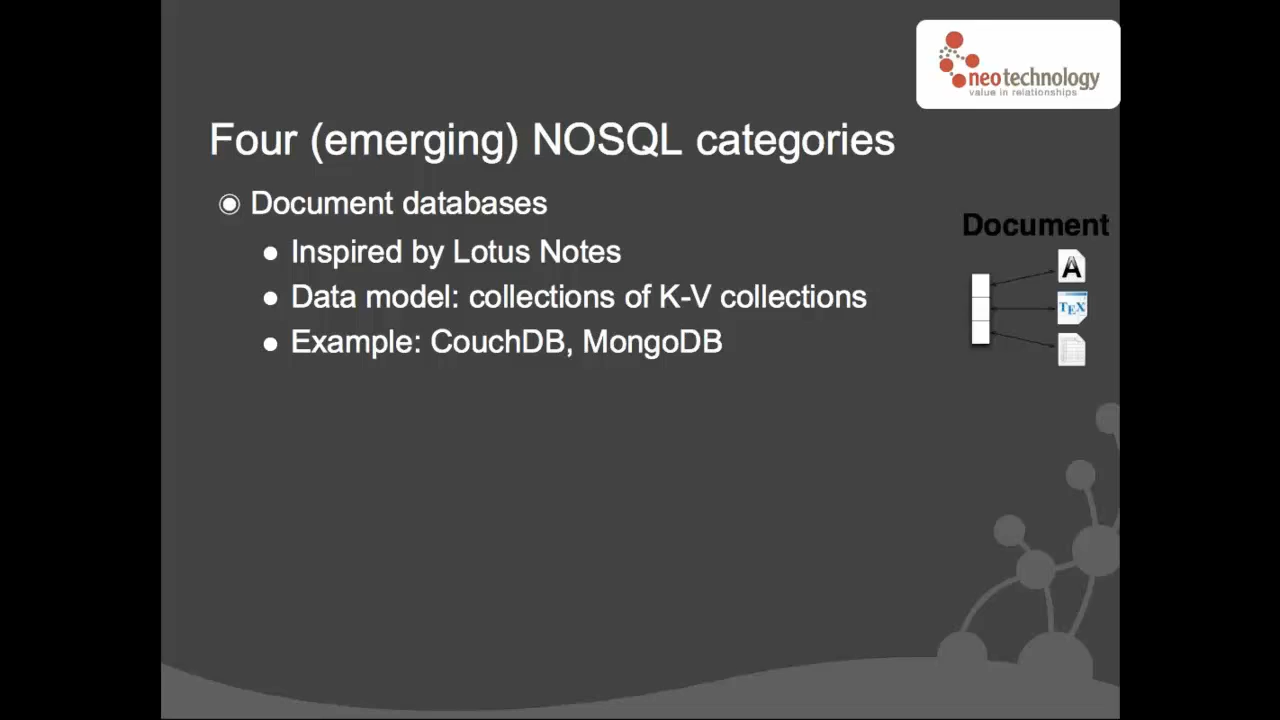 neotechnology
value in relationships
Four (emerging) NOSQL categories
Document databases
Inspired by Lotus Notes
Data model: collections of K-V collections
Example: CouchDB, MongoDB
Document
A
TEX